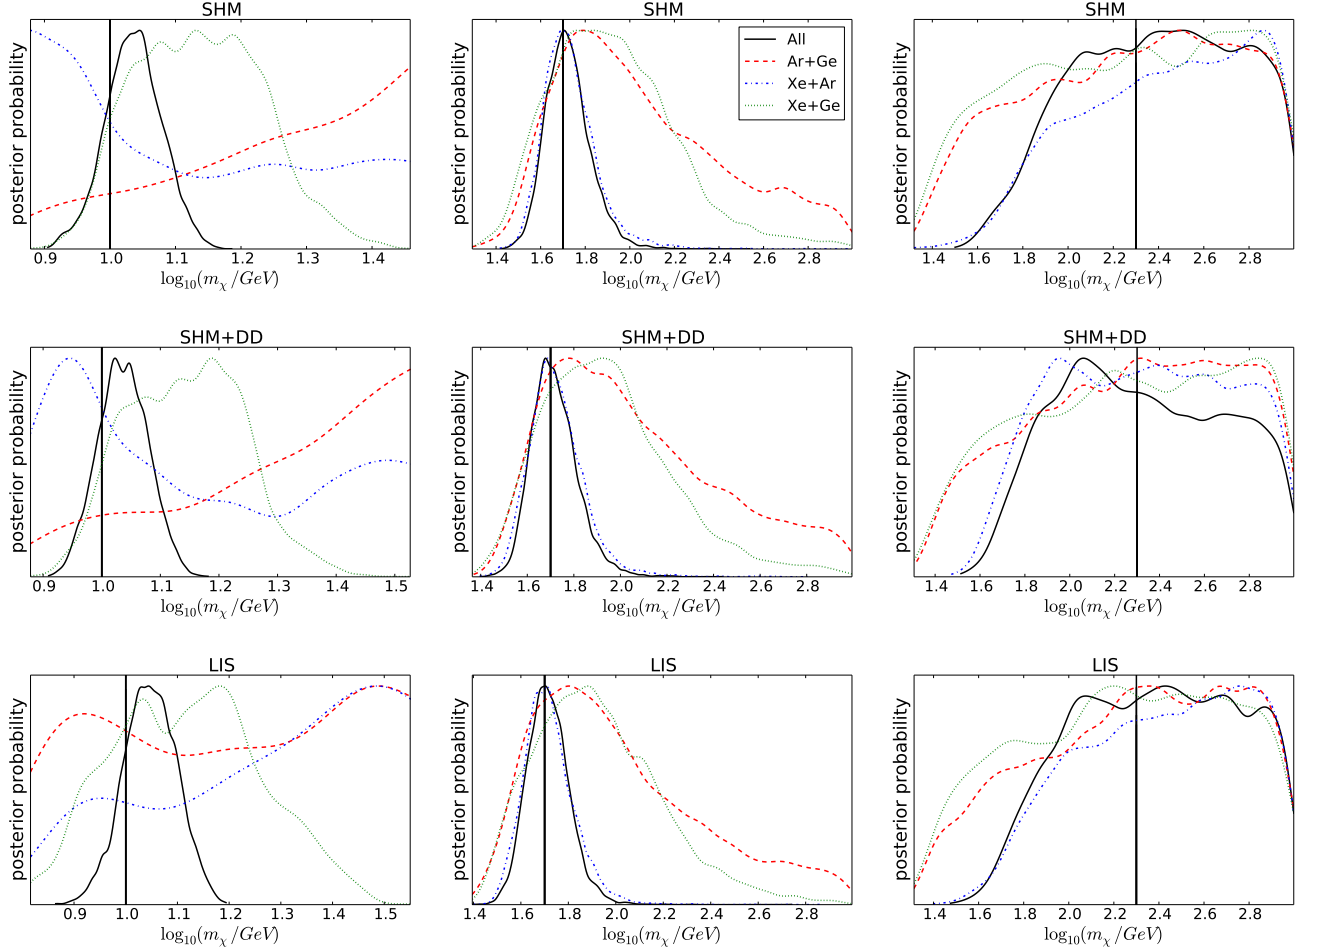 SHM
posterior probability
0.9 1.0 1.1 1.2 1.3 1.4
log10(mχ/GeV)
SHM
posterior probability
All
Ar+Ge
Xe+Ar
Xe+Ge
1.4 1.6 1.8 2.0 2.2 2.4 2.6 2.8
log10(mχ/GeV)
SHM
posterior probability
1.4 1.6 1.8 2.0 2.2 2.4 2.6 2.8
log10(mχ/GeV)
SHM+DD
posterior probability
0.9 1.0 1.1 1.2 1.3 1.4 1.5
log10(mχ/GeV)
SHM+DD
posterior probability
1.4 1.6 1.8 2.0 2.2 2.4 2.6 2.8
log10(mχ/GeV)
SHM+DD
posterior probability
1.4 1.6 1.8 2.0 2.2 2.4 2.6 2.8
log10(mχ/GeV)
LIS
posterior probability
0.9 1.0 1.1 1.2 1.3 1.4 1.5
log10(mχ/GeV)
LIS
posterior probability
1.4 1.6 1.8 2.0 2.2 2.4 2.6 2.8
log10(mχ/GeV)
LIS
posterior probability
1.4 1.6 1.8 2.0 2.2 2.4 2.6 2.8
log10(mχ/GeV)